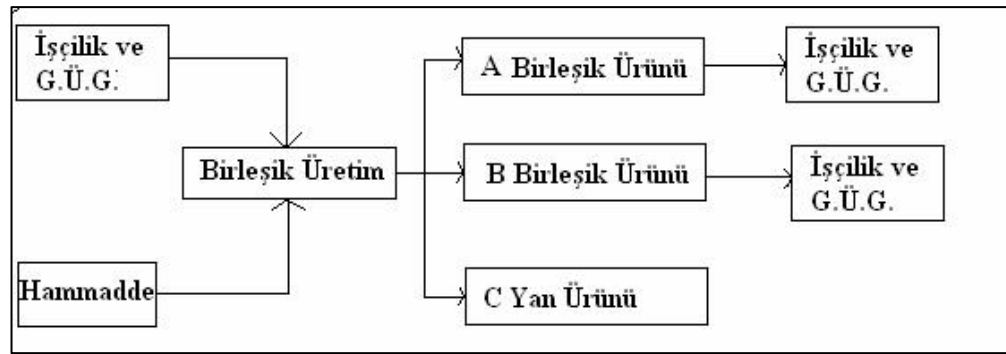 İşçilik ve
G.Ü.G.
Hammadde
Birleşik Üretim
A Birleşik Ürünü
B Birleşik Ürünü
C Yan Ürünü
İşçilik ve
G.Ü.G.
İşçilik ve
G.Ü.G.